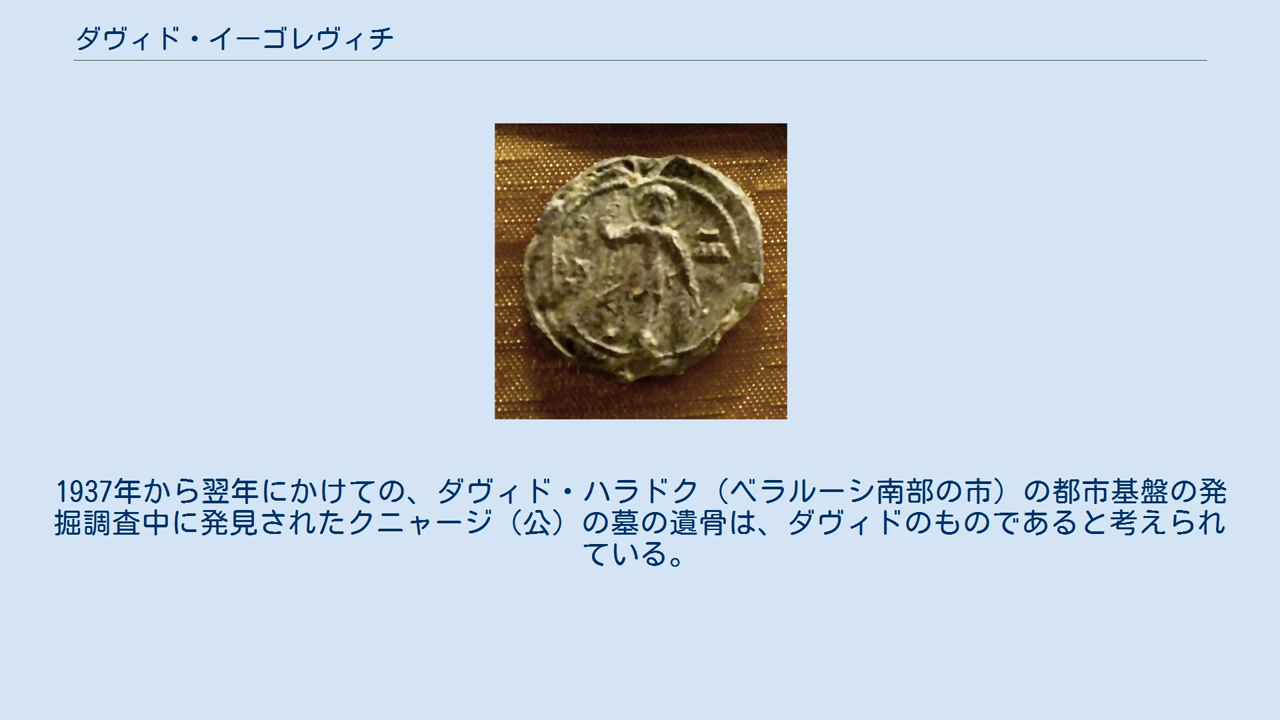 ダヴィド・イーゴレヴィチ
1937年から翌年にかけての、ダヴィド・ハラドク（ベラルーシ南部の市）の都市基盤の発
掘調査中に発見されたクニャージ（公）の墓の遺骨は、ダヴィドのものであると考えられ
ている。